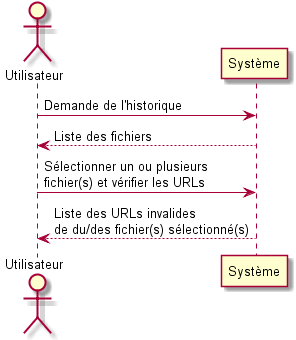 Utilisateur
Système
Demande de l'historique
Liste des fichiers
Sélectionner un ou plusieurs
fichier(s) et vérifier les URLs
Liste des URLs invalides
de du/des fichier(s) sélectionné(s)
Utilisateur
Système